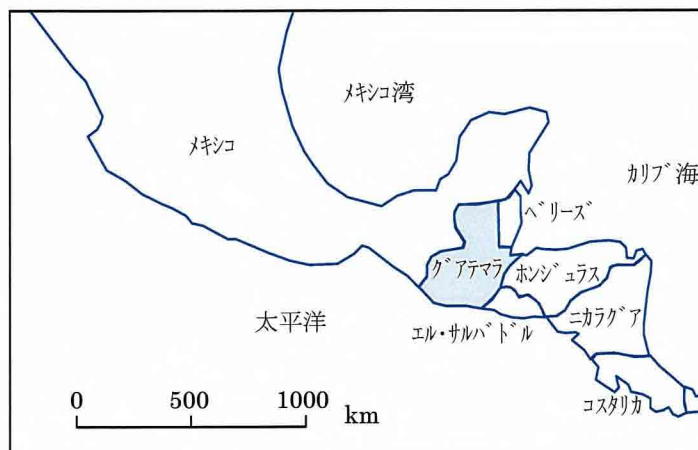 メキシコ湾
メキシコ
カリブ海
ベリーズ
グアテマラ
ホンジュラス
太平洋
エル・サルバドル
ニカラグア
0 500 1000 km
コスタリカ